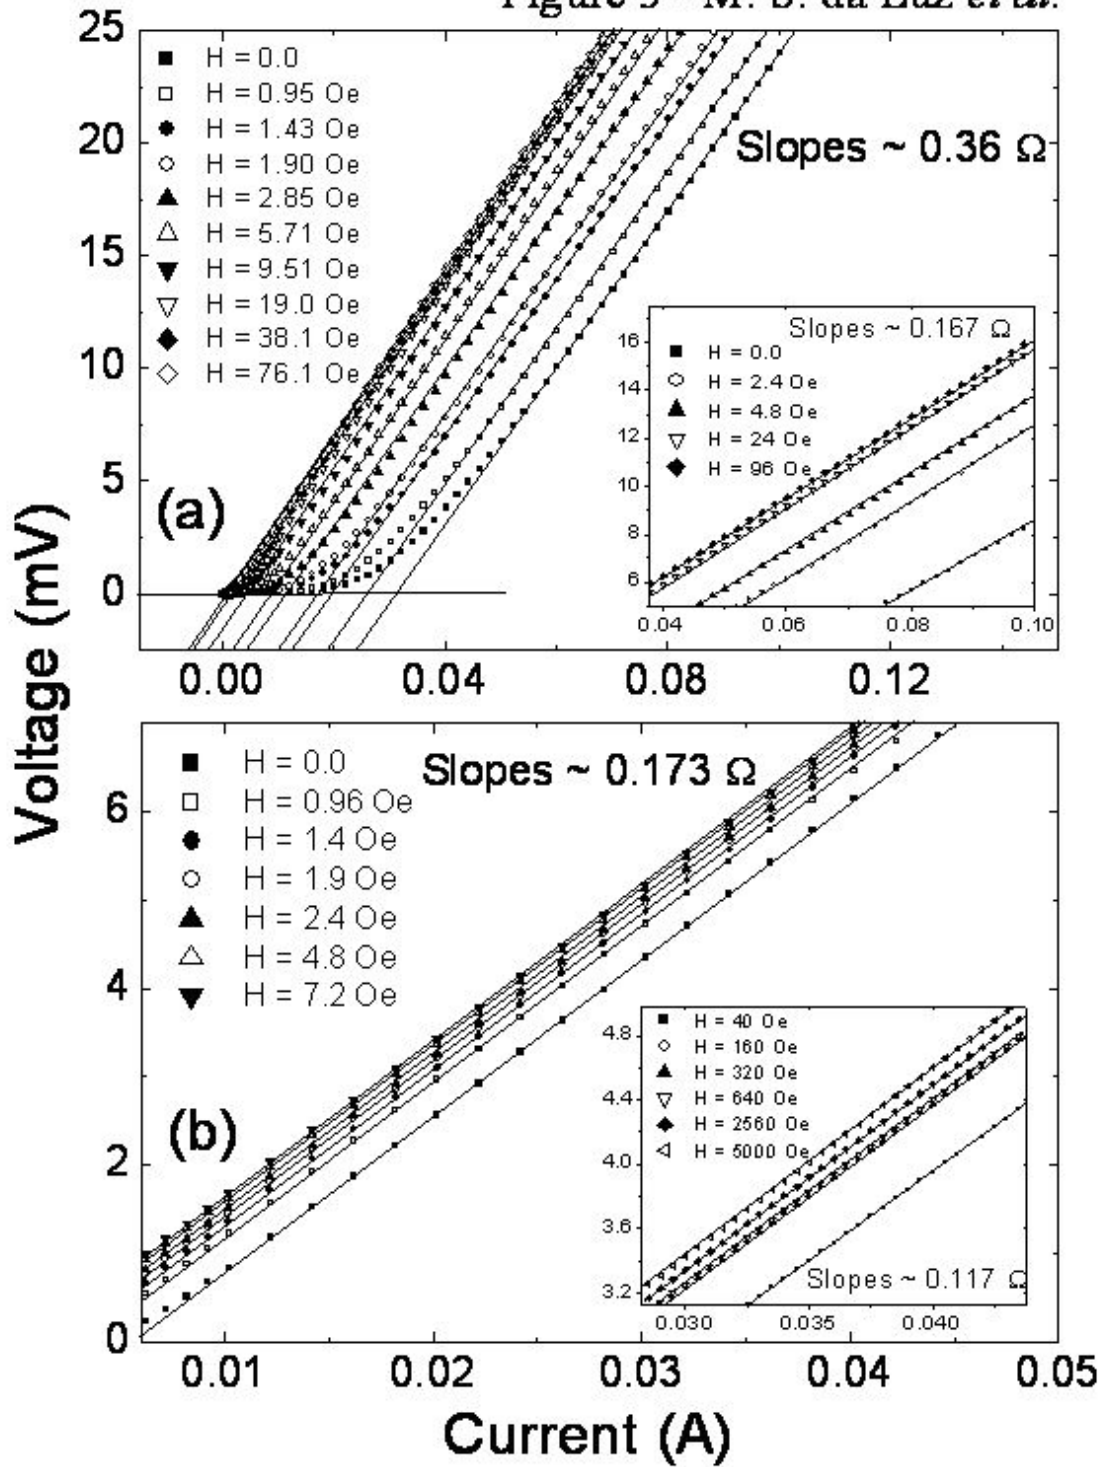 Figure 3 - M. S. da Luz et al.
25
20
15
10
5
0
H = 0.0
H = 0.95 Oe
H = 1.43 Oe
H = 1.90 Oe
H = 2.85 Oe
H = 5.71 Oe
H = 9.51 Oe
H = 19.0 Oe
H = 38.1 Oe
H = 76.1 Oe
Slopes ~ 0.36 Ω
(a)
Slopes ~ 0.167 Ω
H = 0.0
H = 2.4 Oe
H = 4.8 Oe
H = 24 Oe
H = 96 Oe
16
14
12
10
8
6
0.04 0.06 0.08 0.10
0.00 0.04 0.08 0.12
Voltage (mV)
H = 0.0
H = 0.96 Oe
H = 1.4 Oe
H = 1.9 Oe
H = 2.4 Oe
H = 4.8 Oe
H = 7.2 Oe
Slopes ~ 0.173 Ω
6
4
2
0
(b)
H = 40 Oe
H = 160 Oe
H = 320 Oe
H = 640 Oe
H = 2560 Oe
H = 5000 Oe
4.8
4.4
4.0
3.6
3.2
Slopes ~ 0.117 Ω
0.030 0.035 0.040
0.01 0.02 0.03 0.04 0.05
Current (A)